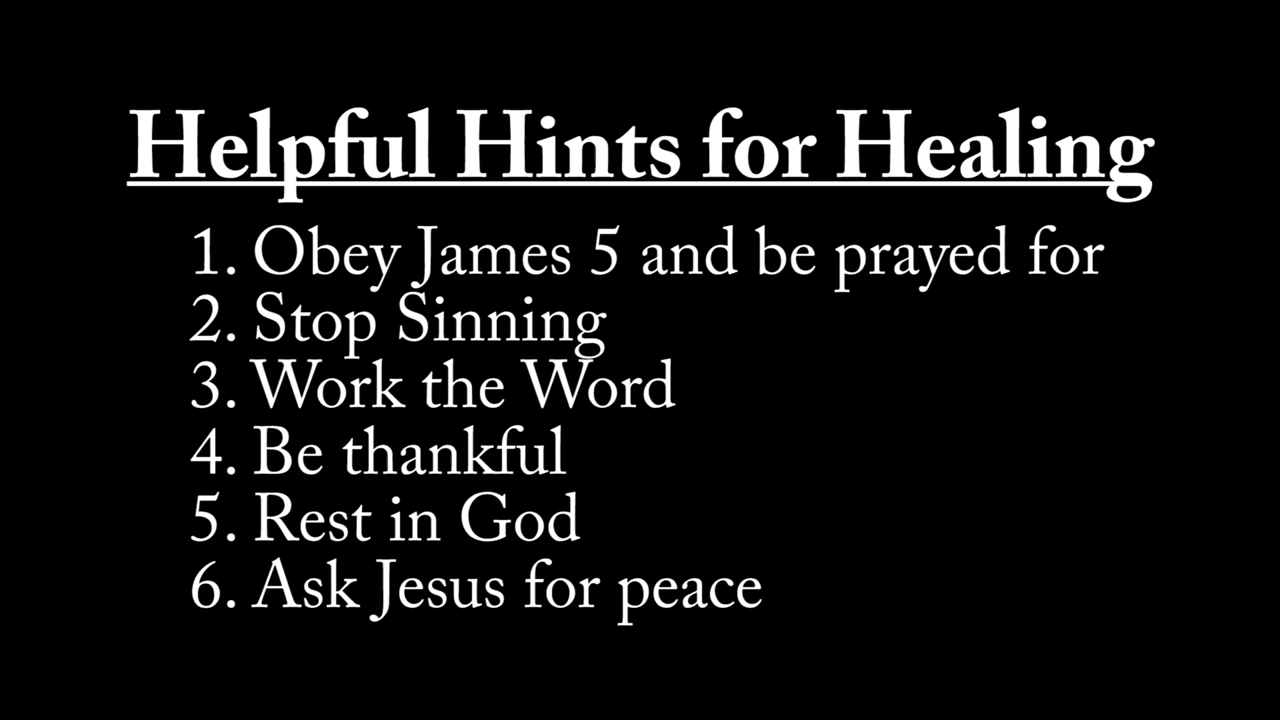 Helpful Hints for Healing
1. Obey James 5 and be prayed for
2. Stop Sinning
3. Work the Word
4. Be thankful
5. Rest in God
6. Ask Jesus for peace